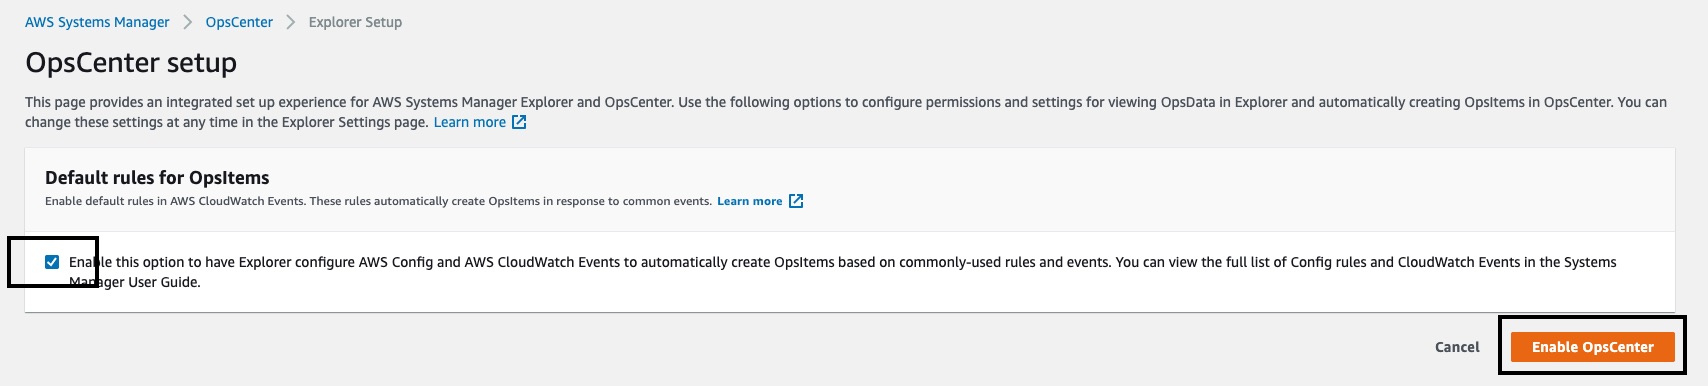 AWS Systems Manager > OpsCenter > Explorer Setup
OpsCenter setup
This page provides an integrated set up experience for AWS Systems Manager Explorer and OpsCenter. Use the following options to configure permissions and settings for viewing OpsData in Explorer and automatically creating OpsItems in OpsCenter. You can
change these settings at any time in the Explorer Settings page. Learn more
Default rules for OpsItems
Enable default rules in AWS CloudWatch Events. These rules automatically create OpsItems in response to common events. Learn more
Enable this option to have Explorer configure AWS Config and AWS CloudWatch Events to automatically create OpsItems based on commonly-used rules and events. You can view the full list of Config rules and CloudWatch Events in the Systems
Manager User Guide.
Cancel Enable OpsCenter